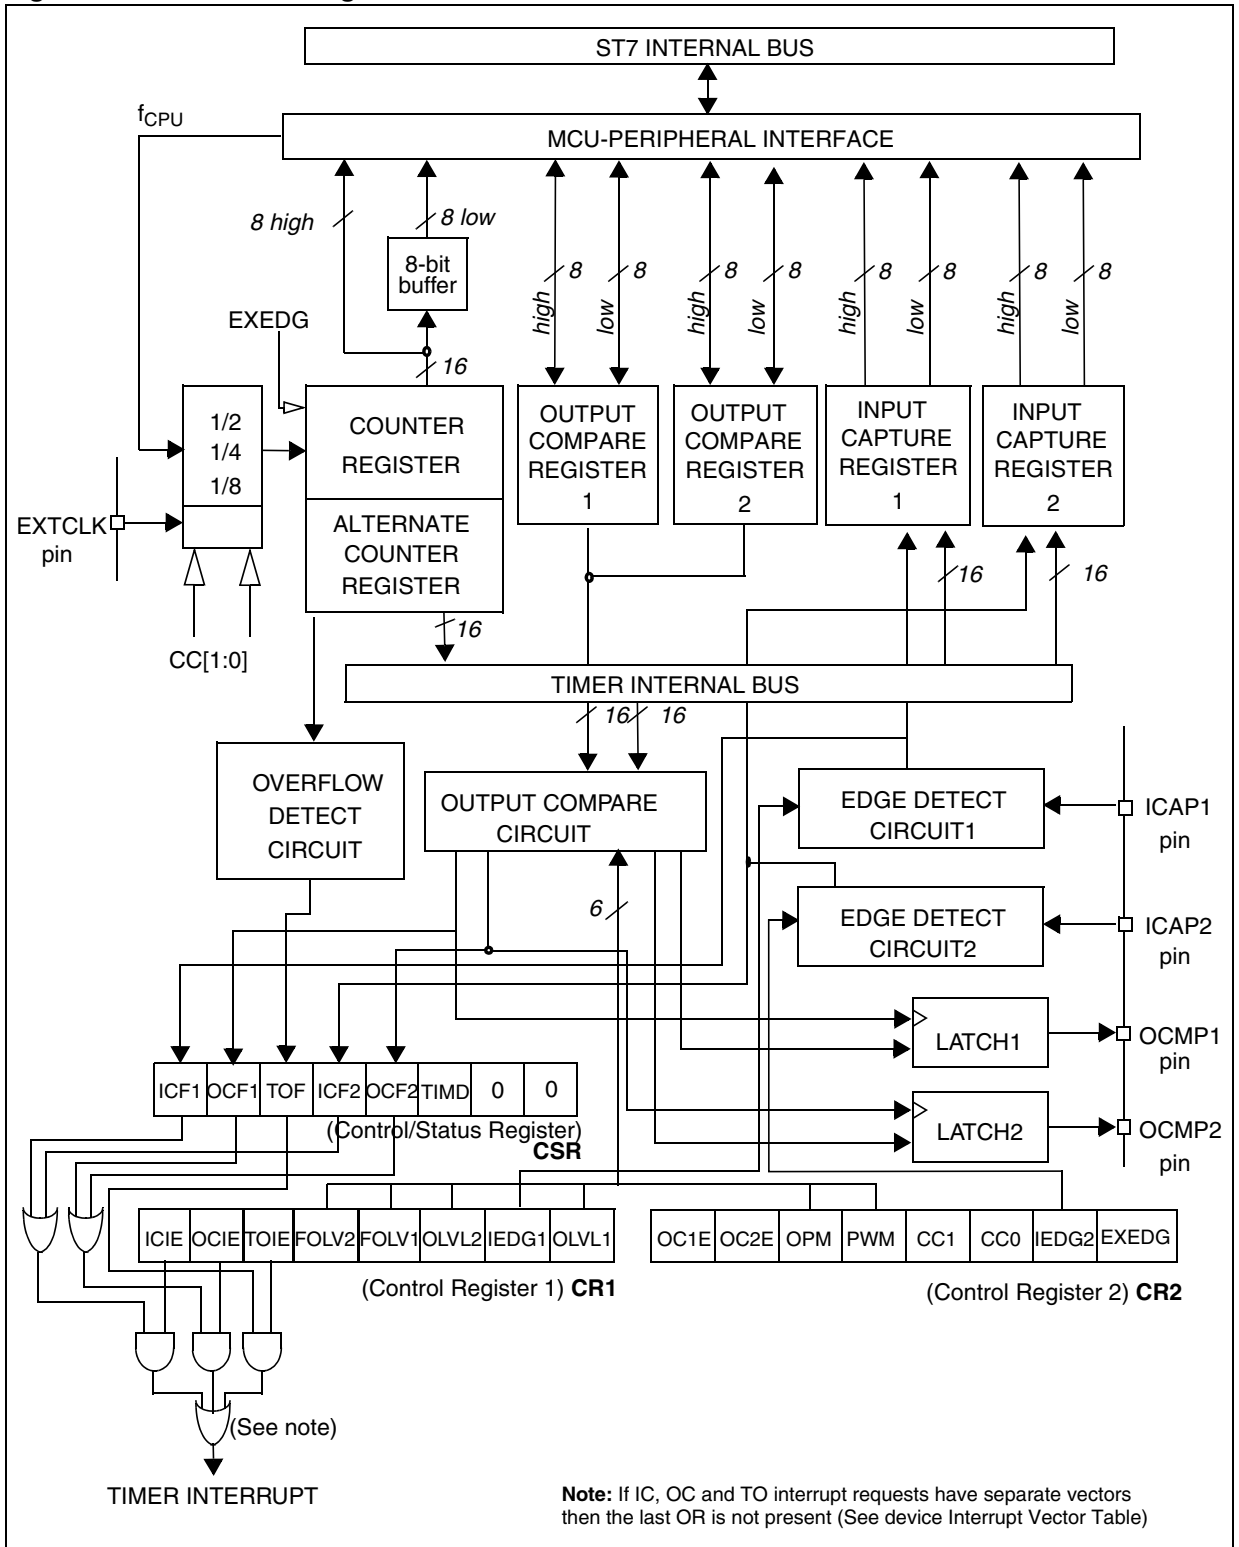 ST7 INTERNAL BUS
fCPU
MCU-PERIPHERAL INTERFACE
8 high
8 low
8-bit
buffer
8
8
8
8
8
8
8
8
high
low
high
low
high
low
high
low
EXEDG
16
1/2
1/4
1/8
COUNTER
REGISTER
OUTPUT
COMPARE
REGISTER
1
OUTPUT
COMPARE
REGISTER
2
INPUT
CAPTURE
REGISTER
1
INPUT
CAPTURE
REGISTER
2
EXTCLK
pin
ALTERNATE
COUNTER
REGISTER
16
16
16
CC[1:0]
TIMER INTERNAL BUS
16
16
OVERFLOW
DETECT
CIRCUIT
OUTPUT COMPARE
CIRCUIT
EDGE DETECT
CIRCUIT1
ICAP1
pin
6
EDGE DETECT
CIRCUIT2
ICAP2
pin
LATCH1
OCMP1
pin
ICF1 OCF1 TOF ICF2 OCF2 TIMD 0 0
(Control/Status Register)
CSR
LATCH2
OCMP2
pin
ICIE OCIE TOIE FOLV2 FOLV1 OLVL2 IEDG1 OLVL1
OC1E OC2E OPM PWM CC1 CC0 IEDG2 EXEDG
(Control Register 1) CR1
(Control Register 2) CR2
(See note)
TIMER INTERRUPT
Note: If IC, OC and TO interrupt requests have separate vectors
then the last OR is not present (See device Interrupt Vector Table)